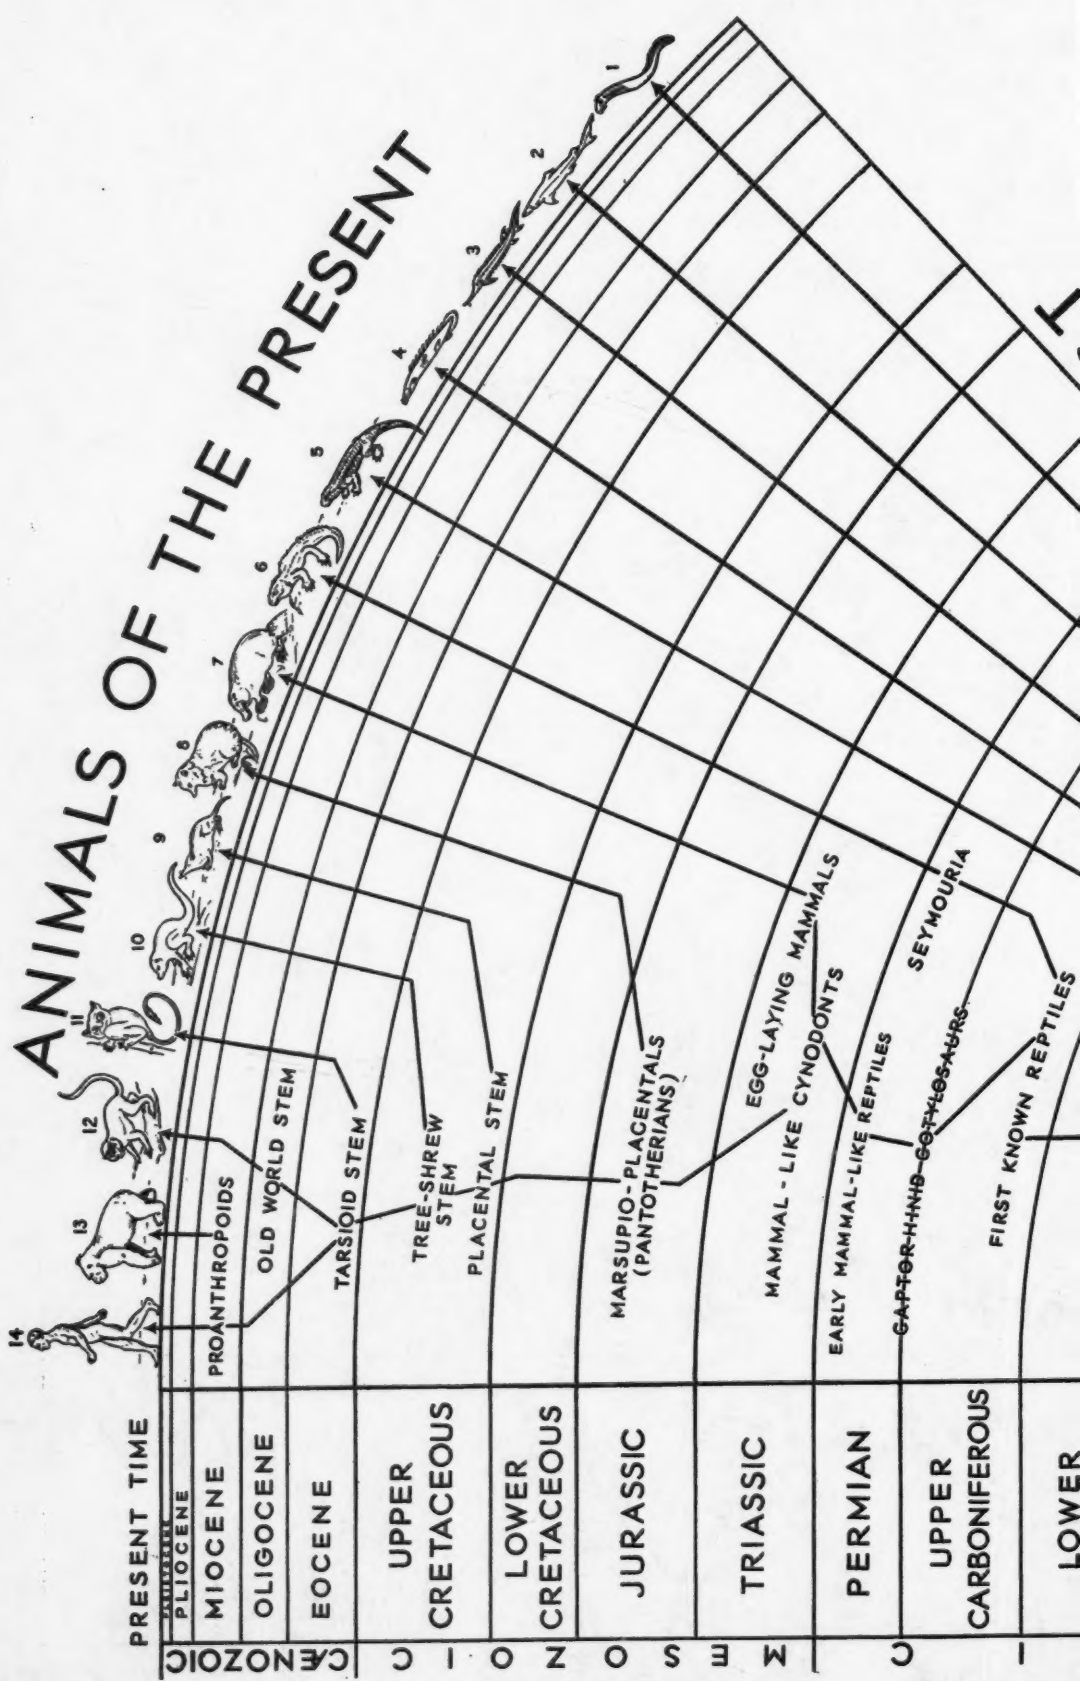 ANIMALS OF THE PRESENT
14
13
12
11
10
9
8
7
6
5
4
3
2
1
PRESENT TIME
PLIOCENE
MIOCENE
OLIGOCENE
EOCENE
UPPER
CRETACEOUS
LOWER
CRETACEOUS
JURASSIC
TRIASSIC
PERMIAN
UPPER
CARBONIFEROUS
LOWER
CÆNOZOIC
MESOZOIC
C
I
PROANTHROPOIDS
OLD WORLD STEM
TARSIOID STEM
TREE-SHREW
STEM
PLACENTAL STEM
MARSUPIO-PLACENTALS
(PANTOTHERIANS)
EGG-LAYING MAMMALS
MAMMAL-LIKE CYNODONTS
EARLY MAMMAL-LIKE REPTILES
SEYMOURIA
CAPTORHINID COTYLOSAURS
FIRST KNOWN REPTILES
T